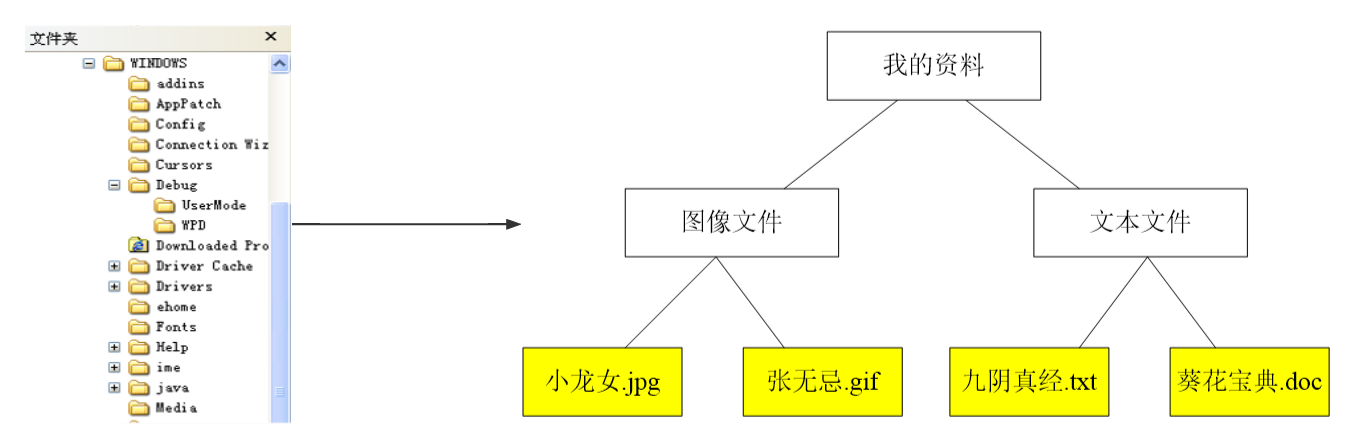 文件夹
WINDOWS
addins
AppPatch
Config
Connection Wiz
Cursors
Debug
UserMode
WPD
Downloaded Pro
Driver Cache
Drivers
ehome
Fonts
Help
ime
java
Media
我的资料
图像文件
文本文件
小龙女.jpg
张无忌.gif
九阴真经.txt
葵花宝典.doc